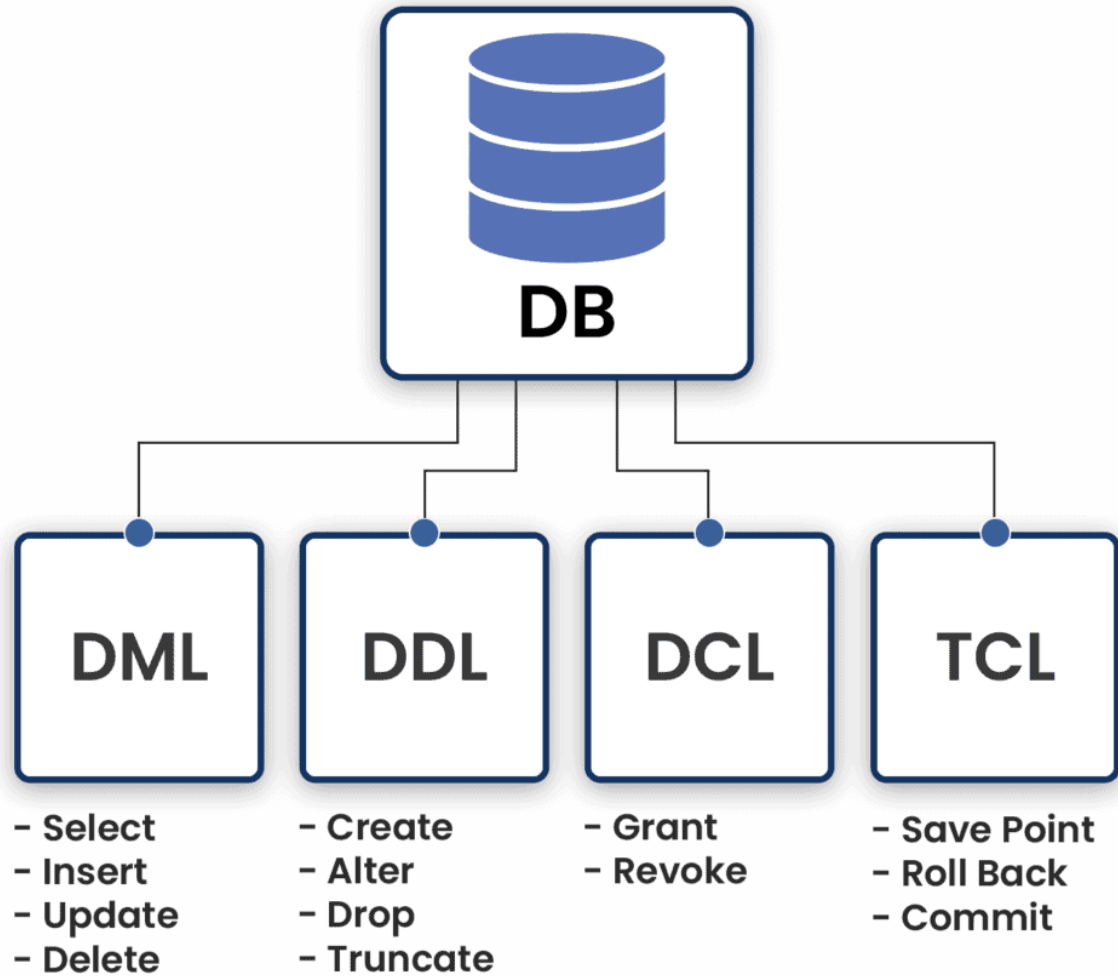 DB
DML
DDL
DCL
TCL
- Select
- Insert
- Update
- Delete
- Create
- Alter
- Drop
- Truncate
- Grant
- Revoke
- Save Point
- Roll Back
- Commit